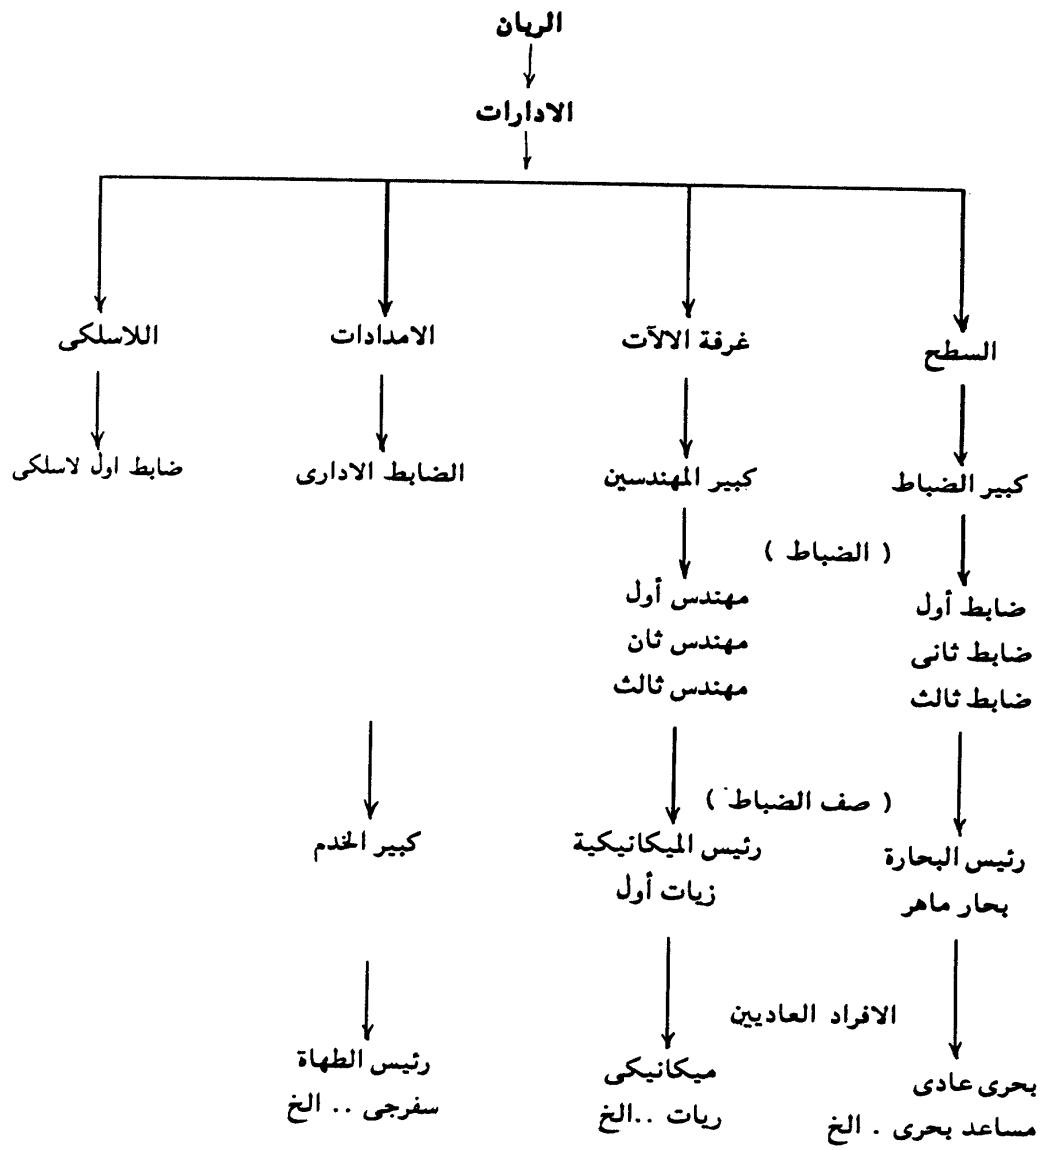 الربان
الادارات
السطح
غرفة الالآت
الامدادات
اللاسلكى
كبير الضباط
كبير المهندسين
الضابط الادارى
ضابط اول لاسلكى
( الضباط )
ضابط أول
ضابط ثانى
ضابط ثالث
مهندس أول
مهندس ثان
مهندس ثالث
( صف الضباط )
رئيس البحارة
بحار ماهر
رئيس الميكانيكية
زيات أول
كبير الخدم
الافراد العاديين
بحرى عادى
مساعد بحرى . الخ
ميكانيكى
ريات ..الخ
رئيس الطهاة
سفرجى .. الخ